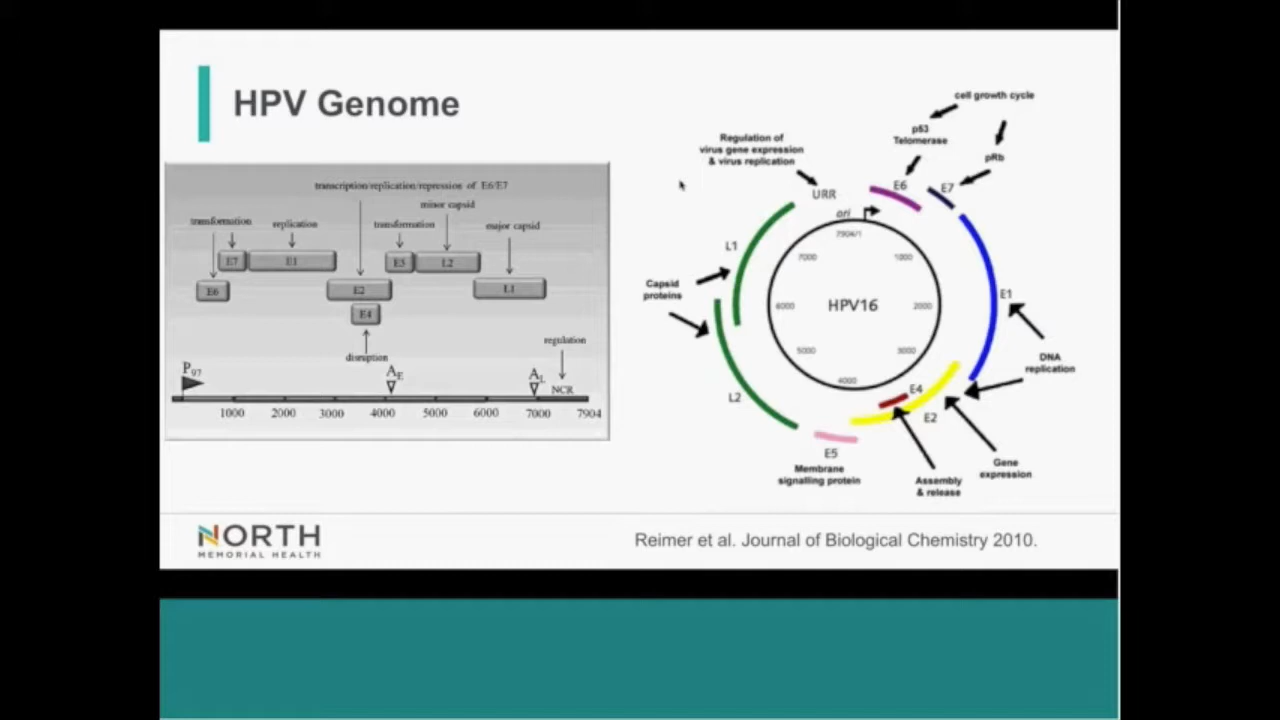 HPV Genome
transcription/replication/repression of E6/E7
minor capsid
transformation
replication
transformation
major capsid
E7
E1
E5
L2
E6
E2
L1
E4
disruption
regulation
P97
AE
AL
NCR
1000
2000
3000
4000
5000
6000
7000
7904
cell growth cycle
p53
Telomerase
pRb
Regulation of
virus gene expression
& virus replication
URR
E6
E7
ori
7904/1
L1
7000
1000
Capsid
proteins
6000
HPV16
2000
E1
5000
3000
DNA
replication
4000
E4
L2
E2
E5
Membrane
signalling protein
Gene
expression
Assembly
& release
NORTH
MEMORIAL HEALTH
Reimer et al. Journal of Biological Chemistry 2010.